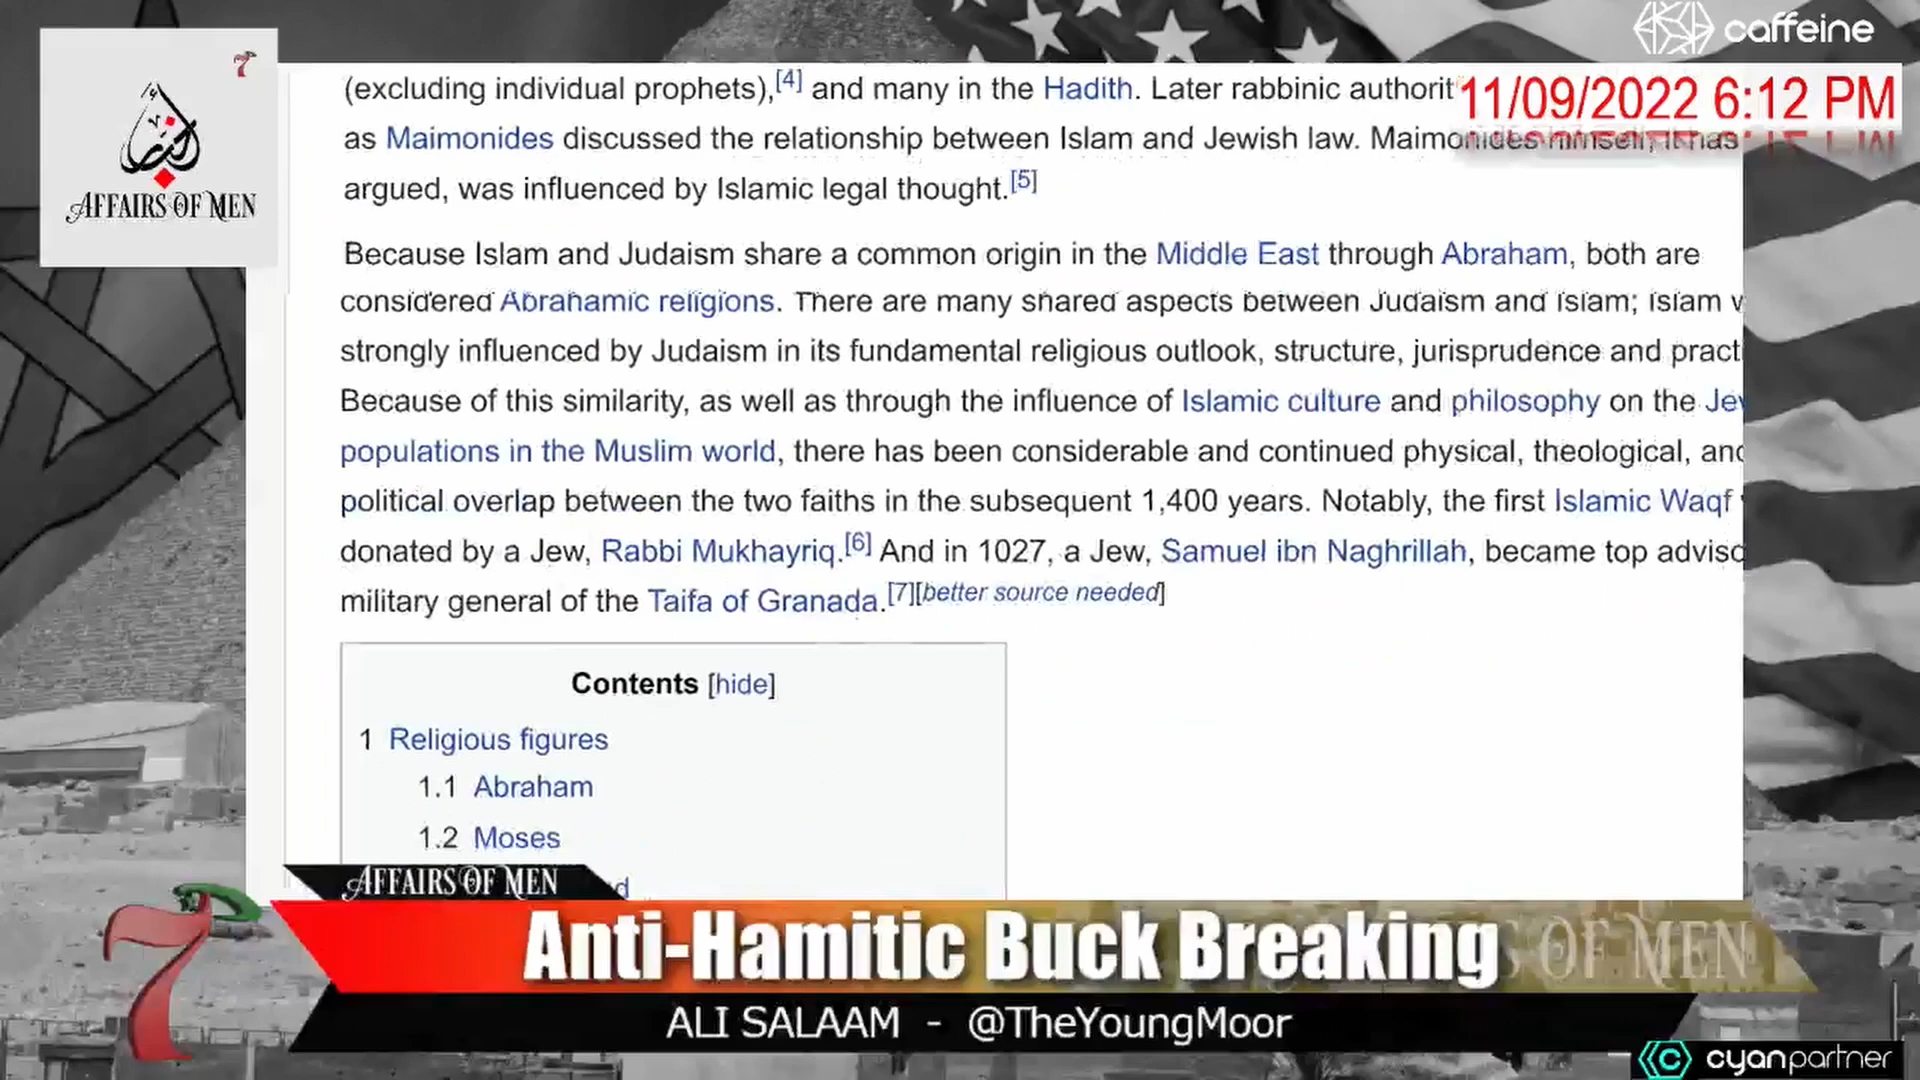 caffeine
11/09/2022 6:12 PM
AFFAIRS OF MEN
(excluding individual prophets),[4] and many in the Hadith. Later rabbinic authorit
as Maimonides discussed the relationship between Islam and Jewish law. Maimonides himself, it has
argued, was influenced by Islamic legal thought.[5]
Because Islam and Judaism share a common origin in the Middle East through Abraham, both are
considered Abrahamic religions. There are many shared aspects between Judaism and Islam; Islam w
strongly influenced by Judaism in its fundamental religious outlook, structure, jurisprudence and practi
Because of this similarity, as well as through the influence of Islamic culture and philosophy on the Jew
populations in the Muslim world, there has been considerable and continued physical, theological, and
political overlap between the two faiths in the subsequent 1,400 years. Notably, the first Islamic Waqf
donated by a Jew, Rabbi Mukhayriq.[6] And in 1027, a Jew, Samuel ibn Naghrillah, became top adviso
military general of the Taifa of Granada.[7][better source needed]
Contents [hide]
1 Religious figures
1.1 Abraham
1.2 Moses
AFFAIRS OF MEN
7
Anti-Hamitic Buck Breaking
S OF MEN
ALI SALAAM - @TheYoungMoor
cyanpartner